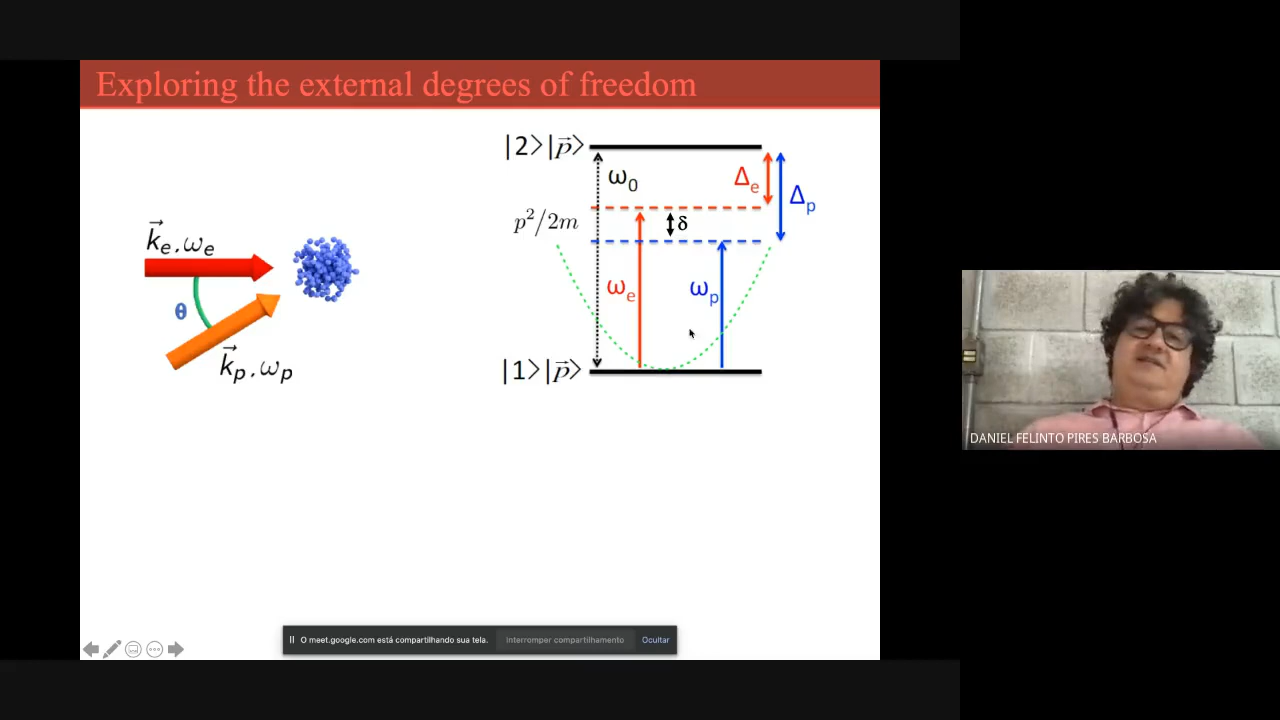 Exploring the external degrees of freedom
|2>|p⃗>
ω₀
Δₑ
Δₚ
p²/2m
δ
k⃗ₑ,ωₑ
ωₑ
ωₚ
θ
k⃗ₚ,ωₚ
|1>|p⃗>
DANIEL FELINTO PIRES BARBOSA
O meet.google.com está compartilhando sua tela.
Interromper compartilhamento
Ocultar